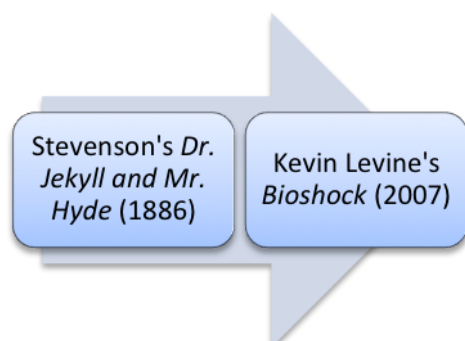 Stevenson's Dr.
Jekyll and Mr.
Hyde (1886)
Kevin Levine's
Bioshock (2007)